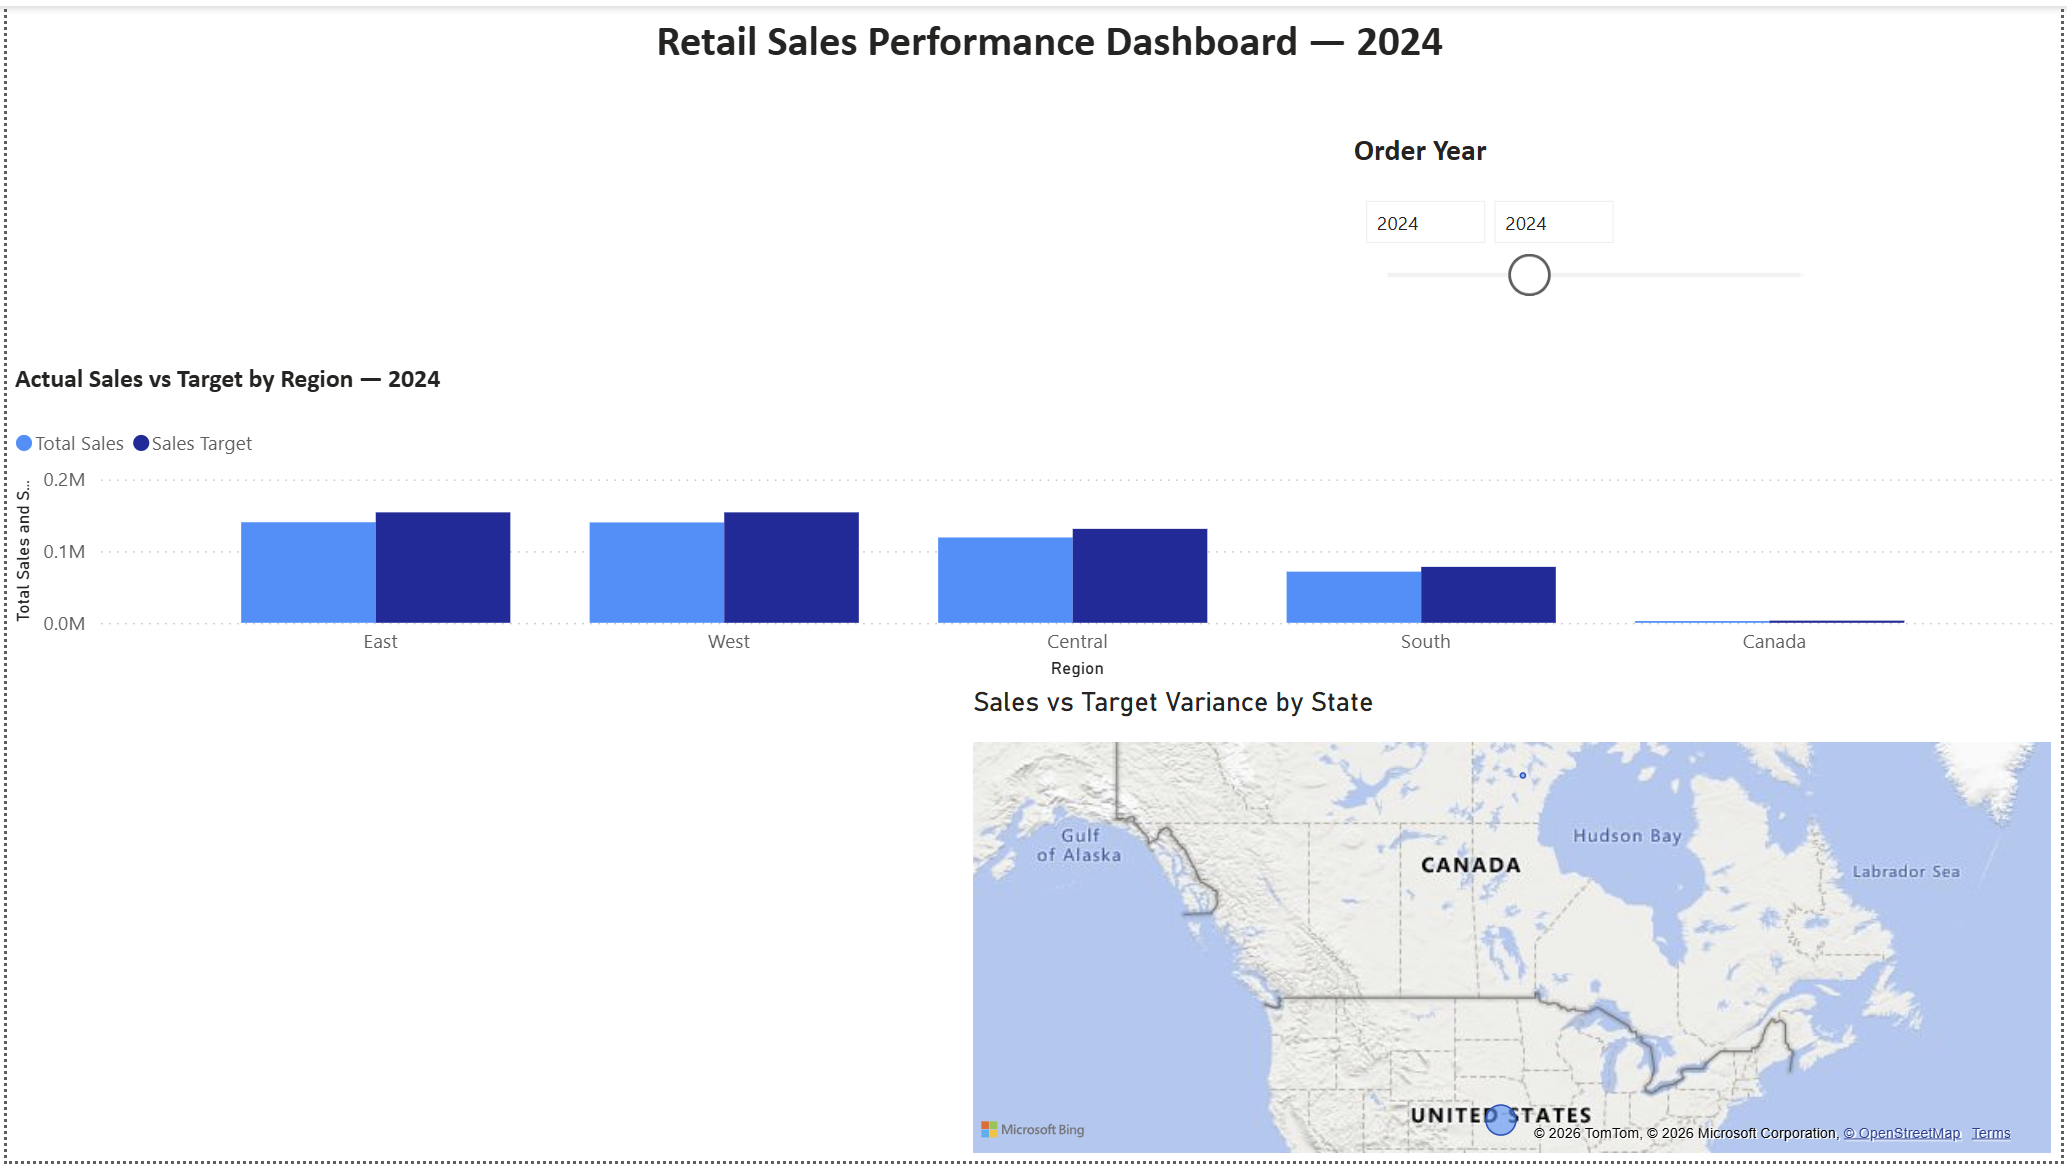 Retail Sales Performance Dashboard — 2024
Order Year
2024 2024
Actual Sales vs Target by Region — 2024
Total Sales Sales Target
Total Sales and S...
0.2M
0.1M
0.0M
East West Central South Canada
Region
Sales vs Target Variance by State
Gulf
of Alaska
CANADA
Hudson Bay
Labrador Sea
UNITED STATES
Microsoft Bing
© 2026 TomTom, © 2026 Microsoft Corporation, © OpenStreetMap Terms